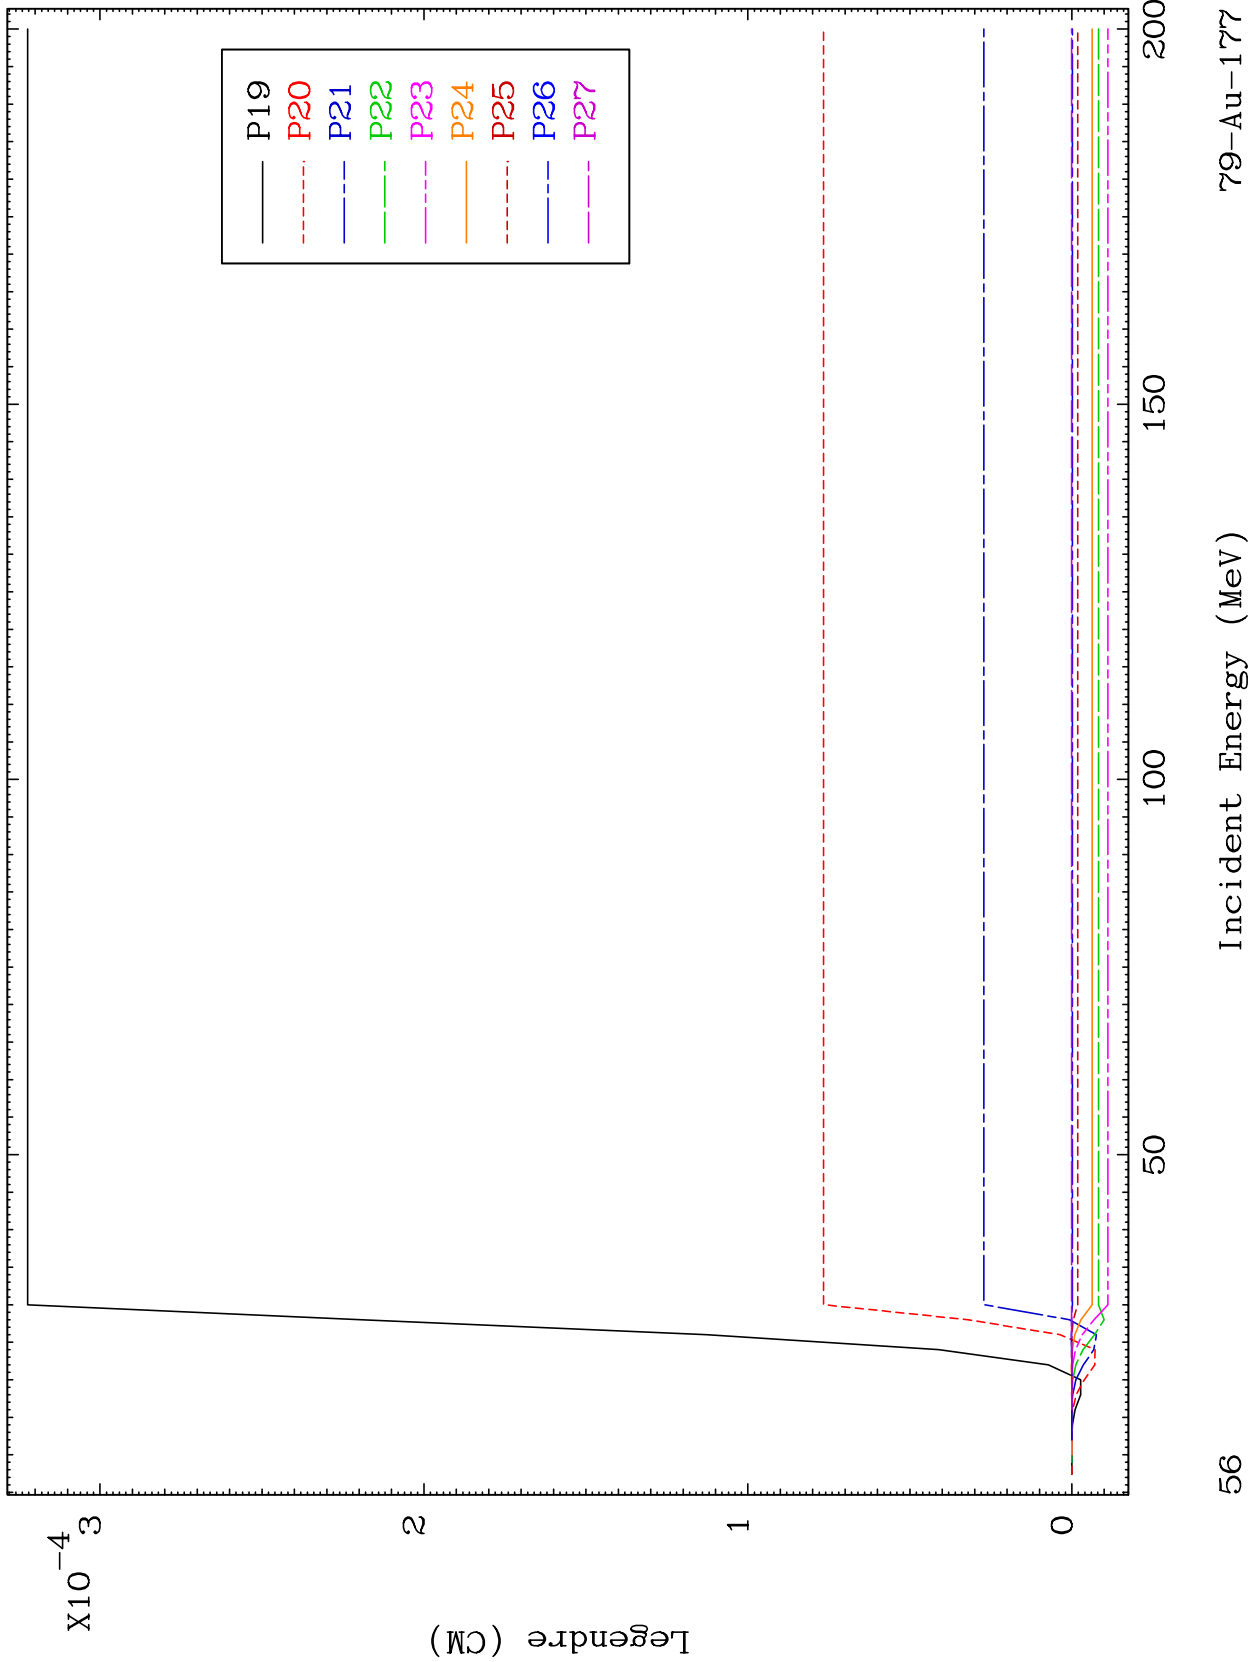 X10-4
3
2
1
0
Legendre (CM)
P19
P20
P21
P22
P23
P24
P25
P26
P27
50
100
150
200
Incident Energy (MeV)
56
79-Au-177